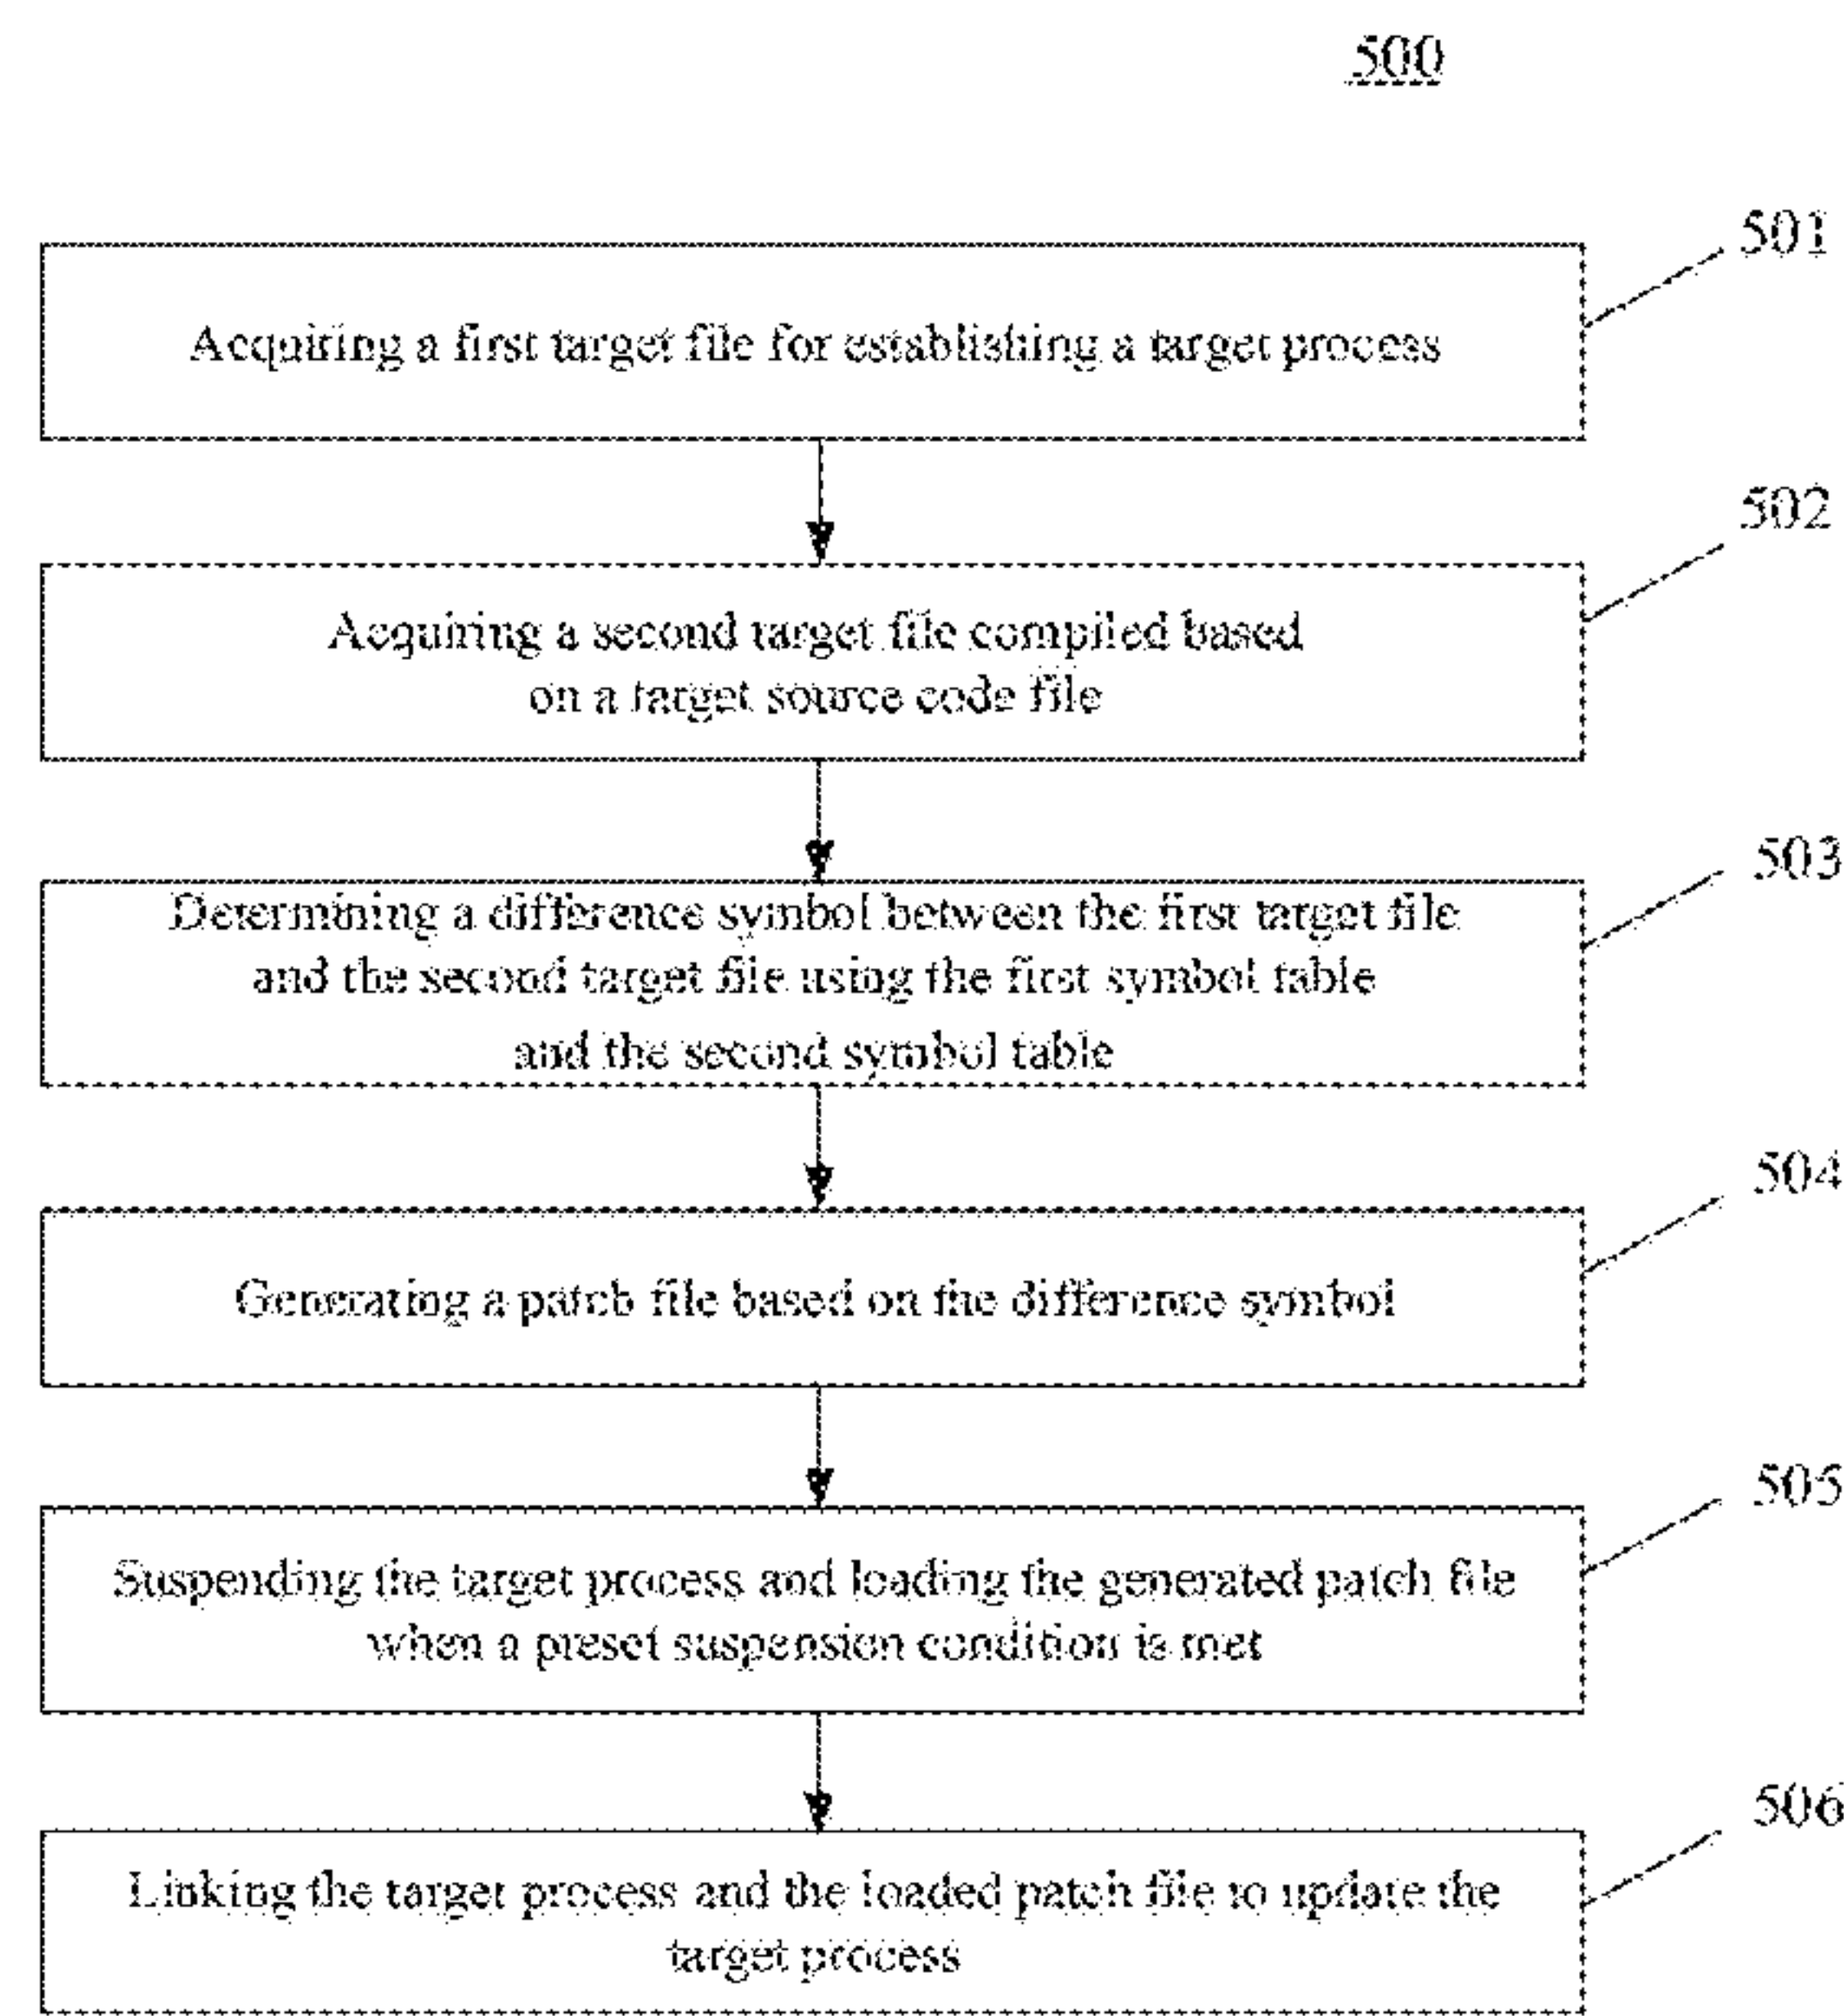 500
501
Acquiring a first target file for establishing a target process
502
Acquiring a second target file compiled based
on a target source code file
503
Determining a difference symbol between the first target file
and the second target file using the first symbol table
and the second symbol table
504
Generating a patch file based on the difference symbol
505
Suspending the target process and loading the generated patch file
when a preset suspension condition is met
506
Linking the target process and the loaded patch file to update the
target process